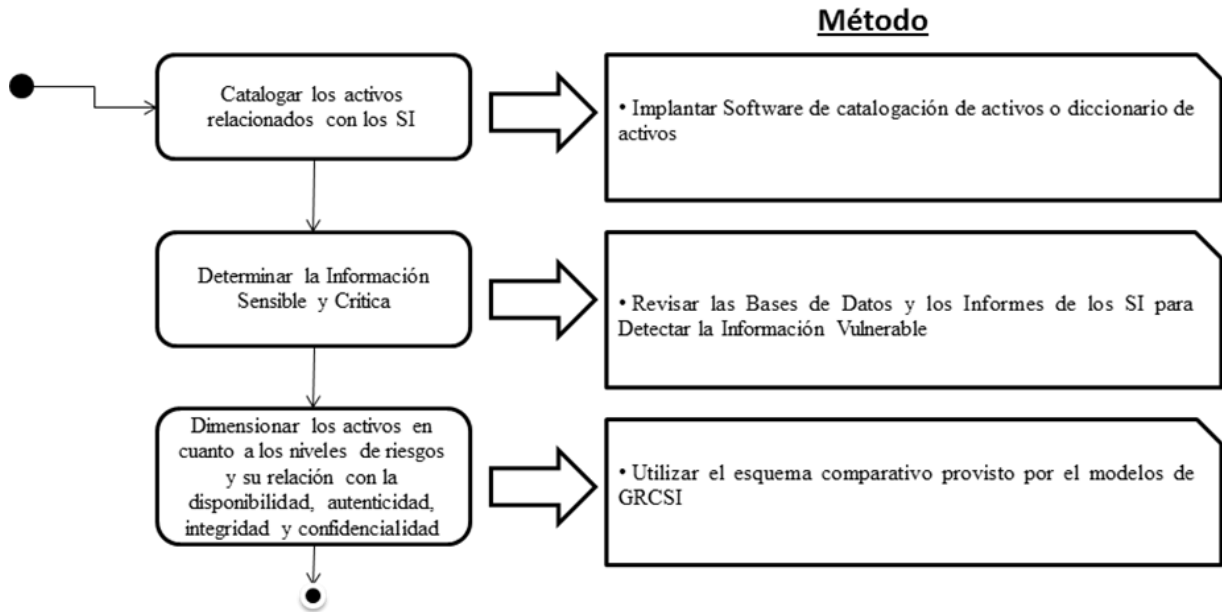 Método
Catalogar los activos
relacionados con los SI
• Implantar Software de catalogación de activos o diccionario de
activos
Determinar la Información
Sensible y Crítica
• Revisar las Bases de Datos y los Informes de los SI para
Detectar la Información Vulnerable
Dimensionar los activos en
cuanto a los niveles de riesgos
y su relación con la
disponibilidad, autenticidad,
integridad y confidencialidad
• Utilizar el esquema comparativo provisto por el modelos de
GRCSI